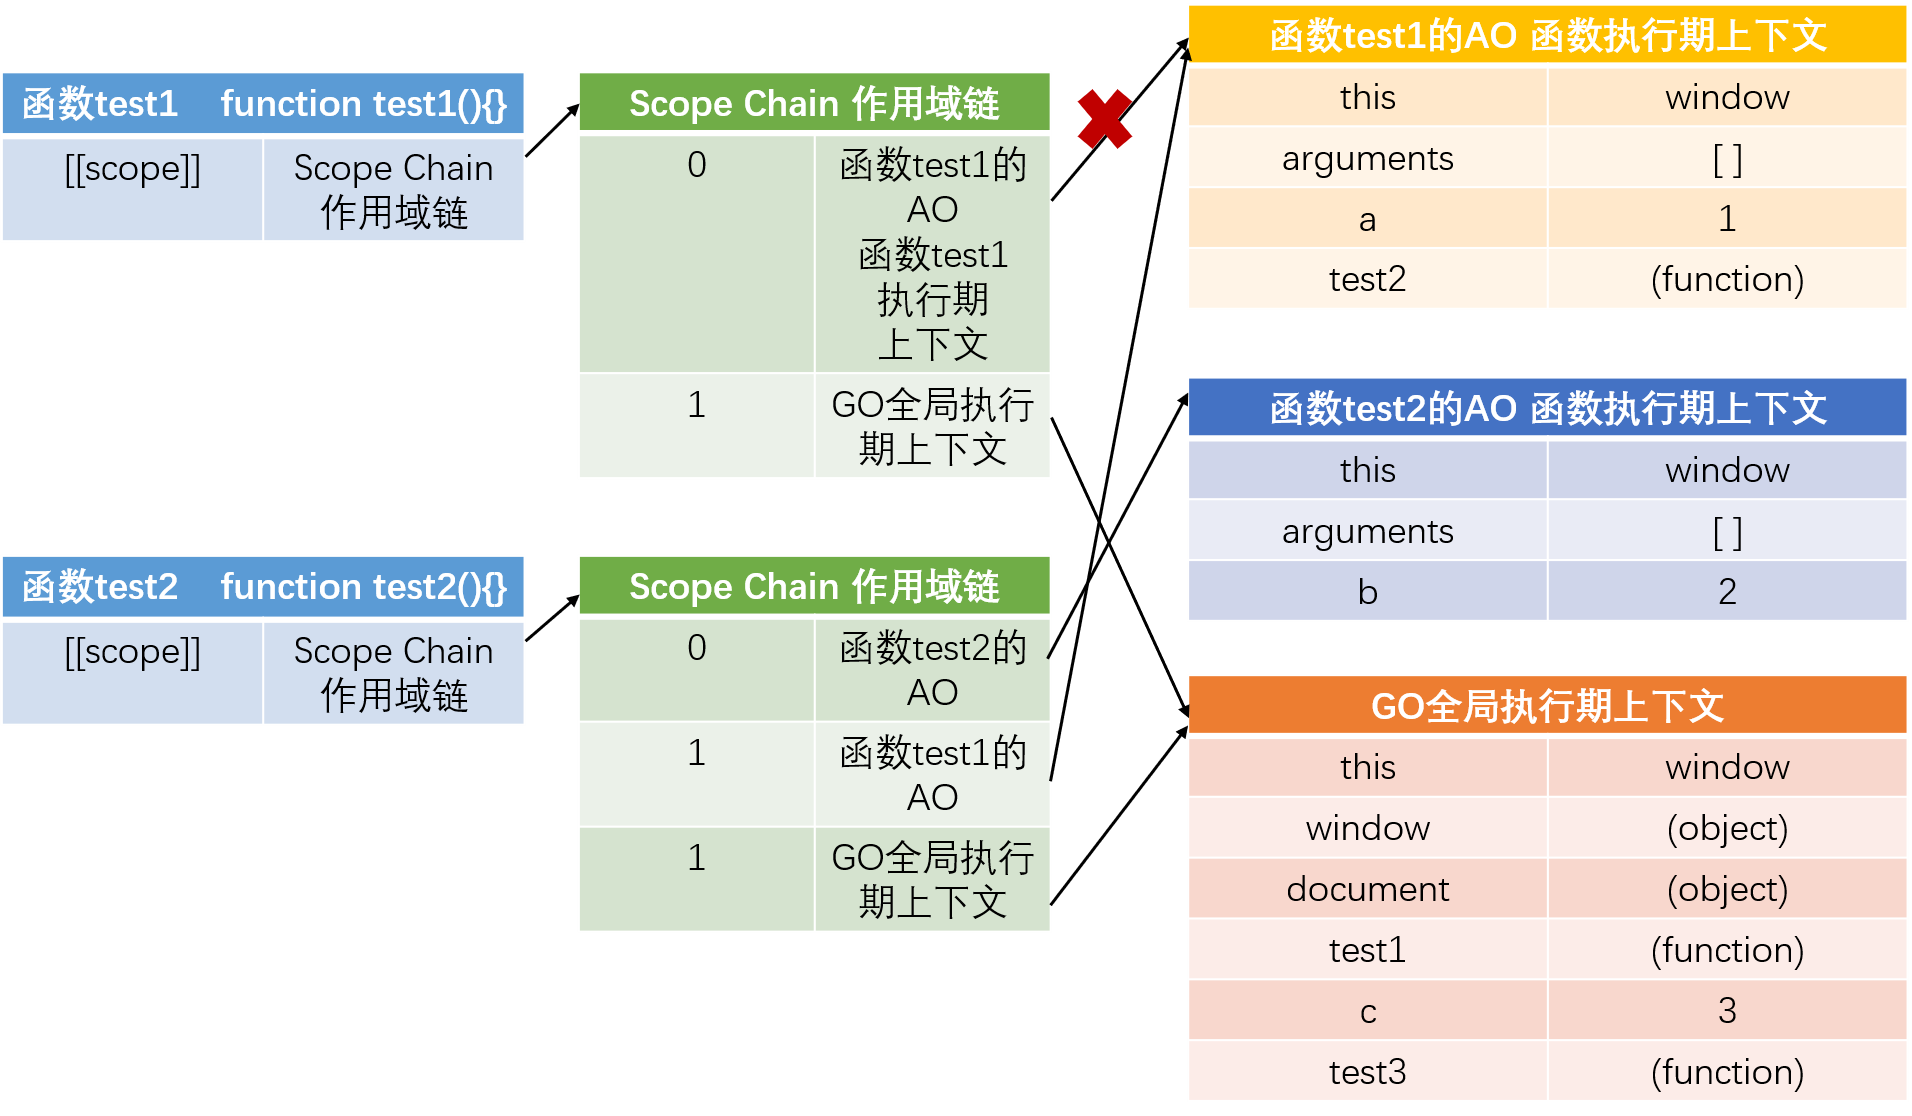 函数test1 function test1(){}
[[scope]]
Scope Chain
作用域链
Scope Chain 作用域链
0
函数test1的
AO
函数test1
执行期
上下文
1
GO全局执行
期上下文
函数test2 function test2(){}
[[scope]]
Scope Chain
作用域链
Scope Chain 作用域链
0
函数test2的
AO
1
函数test1的
AO
1
GO全局执行
期上下文
函数test1的AO 函数执行期上下文
this window
arguments [ ]
a 1
test2 (function)
函数test2的AO 函数执行期上下文
this window
arguments [ ]
b 2
GO全局执行期上下文
this window
window (object)
document (object)
test1 (function)
c 3
test3 (function)